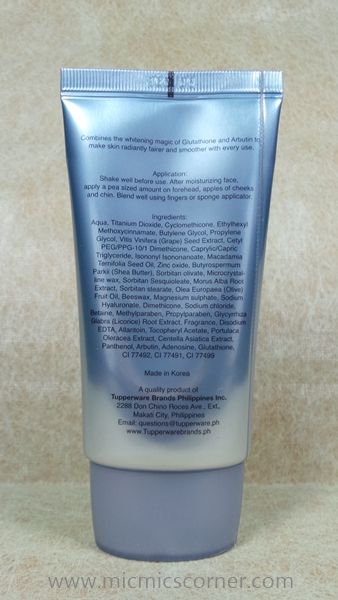 Combines the whitening magic of Glutathione and Arbutin to
make skin radiantly fairer and smoother with every use.
Application:
Shake well before use. After moisturizing face,
apply a pea sized amount on forehead, apples of cheeks
and chin. Blend well using fingers or sponge applicator.
Ingredients:
Aqua, Titanium Dioxide, Cyclomethicone, Ethylhexyl
Methoxycinnamate, Butylene Glycol, Propylene
Glycol, Vitis Vinifera (Grape) Seed Extract, Cetyl
PEG/PPG-10/1 Dimethicone, Caprylic/Capric
Triglyceride, Isononyl Isononanoate, Macadamia
Ternifolia Seed Oil, Zinc oxide, Butyrospermum
Parkii (Shea Butter), Sorbitan olivate, Microcrystal-
line wax, Sorbitan Sesquioleate, Morus Alba Root
Extract, Sorbitan stearate, Olea Europaea (Olive)
Fruit Oil, Beeswax, Magnesium sulphate, Sodium
Hyaluronate, Dimethicone, Sodium chloride,
Betaine, Methylparaben, Propylparaben, Glycyrrhiza
Glabra (Licorice) Root Extract, Fragrance, Disodium
EDTA, Allantoin, Tocopheryl Acetate, Portulaca
Oleracea Extract, Centella Asiatica Extract,
Panthenol, Arbutin, Adenosine, Glutathione,
CI 77492, CI 77491, CI 77499
Made in Korea
A quality product of
Tupperware Brands Philippines Inc.
2288 Don Chino Roces Ave., Ext.,
Makati City, Philippines
Email: questions@tupperware.ph
www.Tupperwarebrands.ph
www.micmicscorner.com